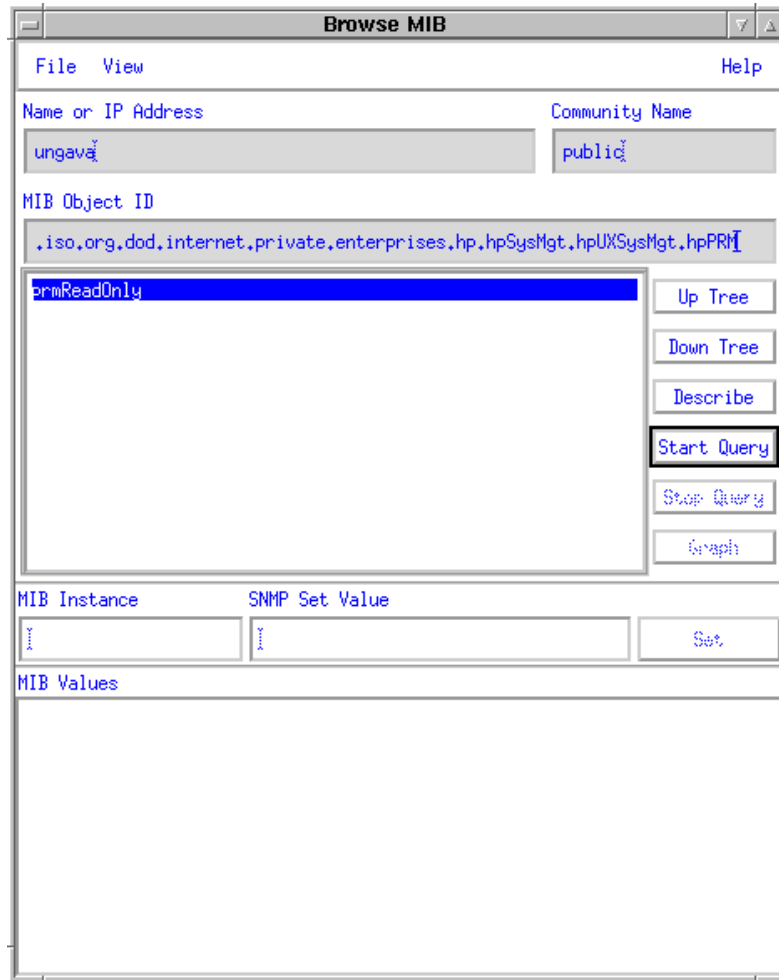 Browse MIB
File View Help
Name or IP Address Community Name
ungava public
MIB Object ID
.iso.org.dod.internet.private.enterprises.hp.hpSysMgt.hpUXSysMgt.hpPRM
prmReadOnly
Up Tree
Down Tree
Describe
Start Query
Stop Query
Graph
MIB Instance SNMP Set Value
Set
MIB Values